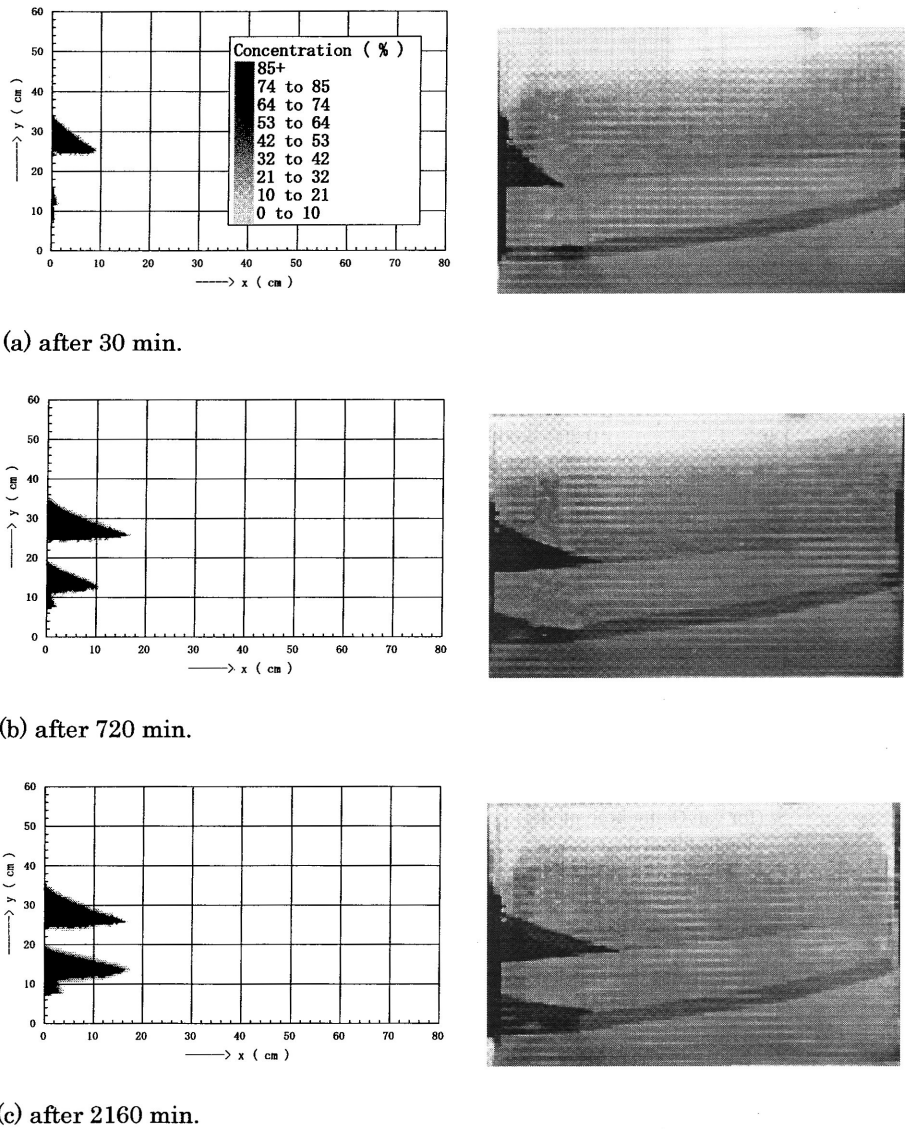 60
50
40
30
20
10
0
-----> y ( cm )
Concentration ( % )
85+
74 to 85
64 to 74
53 to 64
42 to 53
32 to 42
21 to 32
10 to 21
0 to 10
0 10 20 30 40 50 60 70 80
-----> x ( cm )
(a) after 30 min.
60
50
40
30
20
10
0
-----> y ( cm )
0 10 20 30 40 50 60 70 80
-----> x ( cm )
(b) after 720 min.
60
50
40
30
20
10
0
-----> y ( cm )
0 10 20 30 40 50 60 70 80
-----> x ( cm )
(c) after 2160 min.